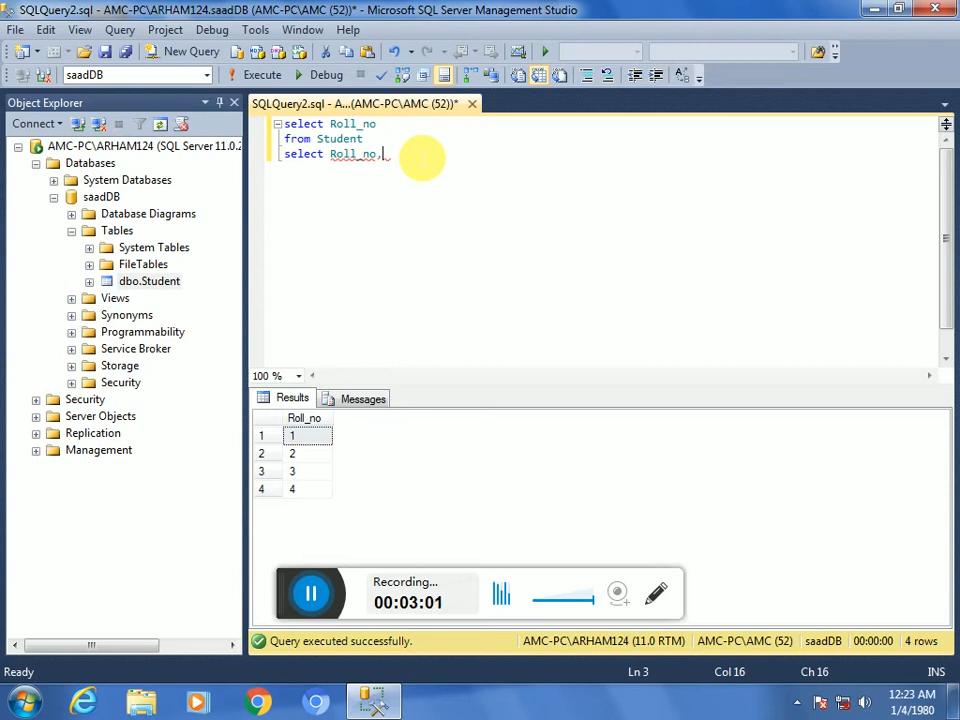 SQLQuery2.sql - AMC-PC\ARHAM124.saadDB (AMC-PC\AMC (52))* - Microsoft SQL Server Management Studio
File Edit View Query Project Debug Tools Window Help
New Query
saadDB Execute Debug
Object Explorer
SQLQuery2.sql - A...(AMC-PC\AMC (52))*
Connect
AMC-PC\ARHAM124 (SQL Server 11.0.2
Databases
System Databases
saadDB
Database Diagrams
Tables
System Tables
FileTables
dbo.Student
Views
Synonyms
Programmability
Service Broker
Storage
Security
Security
Server Objects
Replication
Management
select Roll_no
from Student
select Roll_no,
100 %
Results Messages
Roll_no
1 1
2 2
3 3
4 4
Recording...
00:03:01
Query executed successfully. AMC-PC\ARHAM124 (11.0 RTM) AMC-PC\AMC (52) saadDB 00:00:00 4 rows
Ready Ln 3 Col 16 Ch 16 INS
12:23 AM
1/4/1980